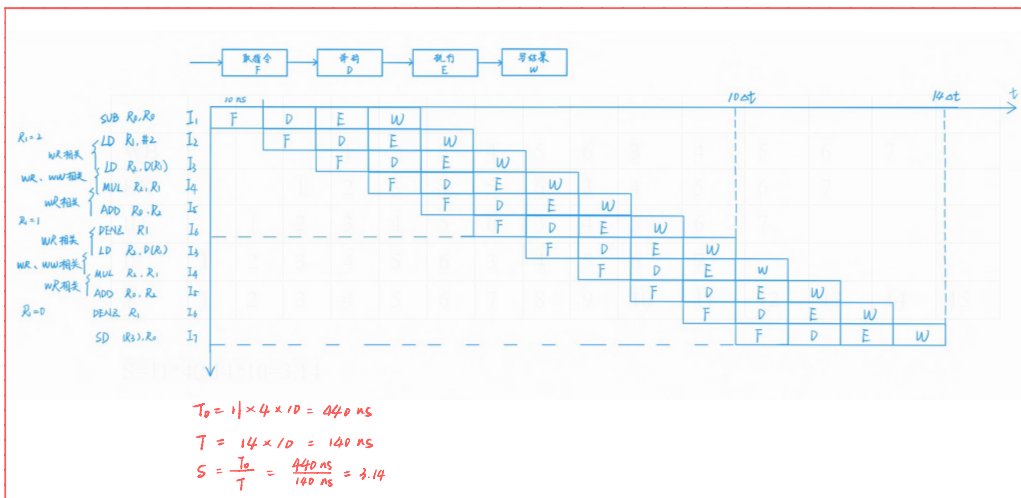 取指令 译码 执行 写结果
F D E W
10 ns 10Δt 14Δt t
SUB R₀,R₀ I₁ F D E W
R₁=2
LD R₁,#2 I₂ F D E W
WR相关
LD R₂,D(R₁) I₃ F D E W
WR、WW相关
MUL R₂,R₁ I₄ F D E W
WR相关
ADD R₀,R₂ I₅ F D E W
R₁=1
DENZ R1 I₆ F D E W
WR相关
LD R₂,D(R₁) I₃ F D E W
WR、WW相关
MUL R₂,R₁ I₄ F D E W
WR相关
ADD R₀,R₂ I₅ F D E W
R₁=0 DENZ R₁ I₆ F D E W
SD (R₃),R₀ I₇ F D E W
T₀ = 11 × 4 × 10 = 440 ns
T = 14 × 10 = 140 ns
S = T₀/T = 440 ns/140 ns = 3.14